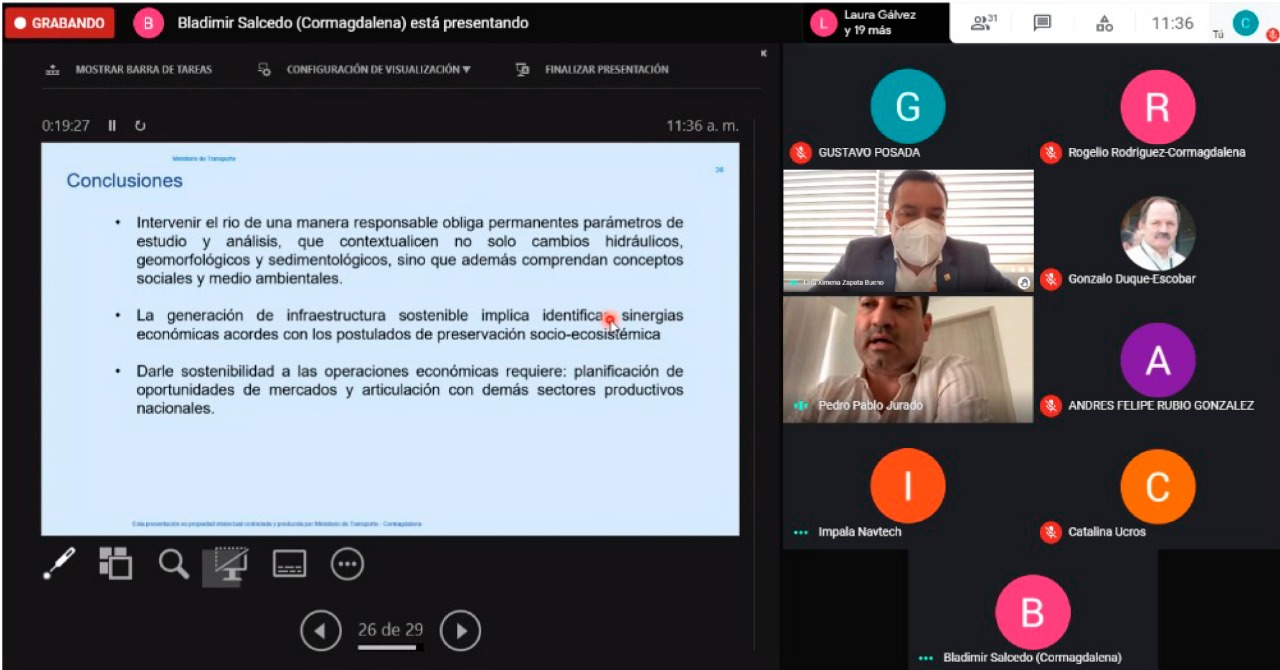 GRABANDO
B
Bladimir Salcedo (Cormagdalena) está presentando
L
Laura Gálvez
y 19 más
31
11:36
Tú
C
MOSTRAR BARRA DE TAREAS
CONFIGURACIÓN DE VISUALIZACIÓN
FINALIZAR PRESENTACIÓN
0:19:27
11:36 a. m.
Ministerio de Transporte
26
Conclusiones
• Intervenir el rio de una manera responsable obliga permanentes parámetros de
estudio y análisis, que contextualicen no solo cambios hidráulicos,
geomorfológicos y sedimentológicos, sino que además comprendan conceptos
sociales y medio ambientales.
• La generación de infraestructura sostenible implica identificar sinergias
económicas acordes con los postulados de preservación socio-ecosistémica
• Darle sostenibilidad a las operaciones económicas requiere: planificación de
oportunidades de mercados y articulación con demás sectores productivos
nacionales.
Esta presentación es propiedad intelectual controlada y producida por Ministerio de Transporte - Cormagdalena
26 de 29
G
GUSTAVO POSADA
R
Rogelio Rodriguez-Cormagdalena
Lina Ximena Zapata Bueno
Gonzalo Duque-Escobar
Pedro Pablo Jurado
A
ANDRES FELIPE RUBIO GONZALEZ
I
Impala Navtech
C
Catalina Ucros
B
Bladimir Salcedo (Cormagdalena)